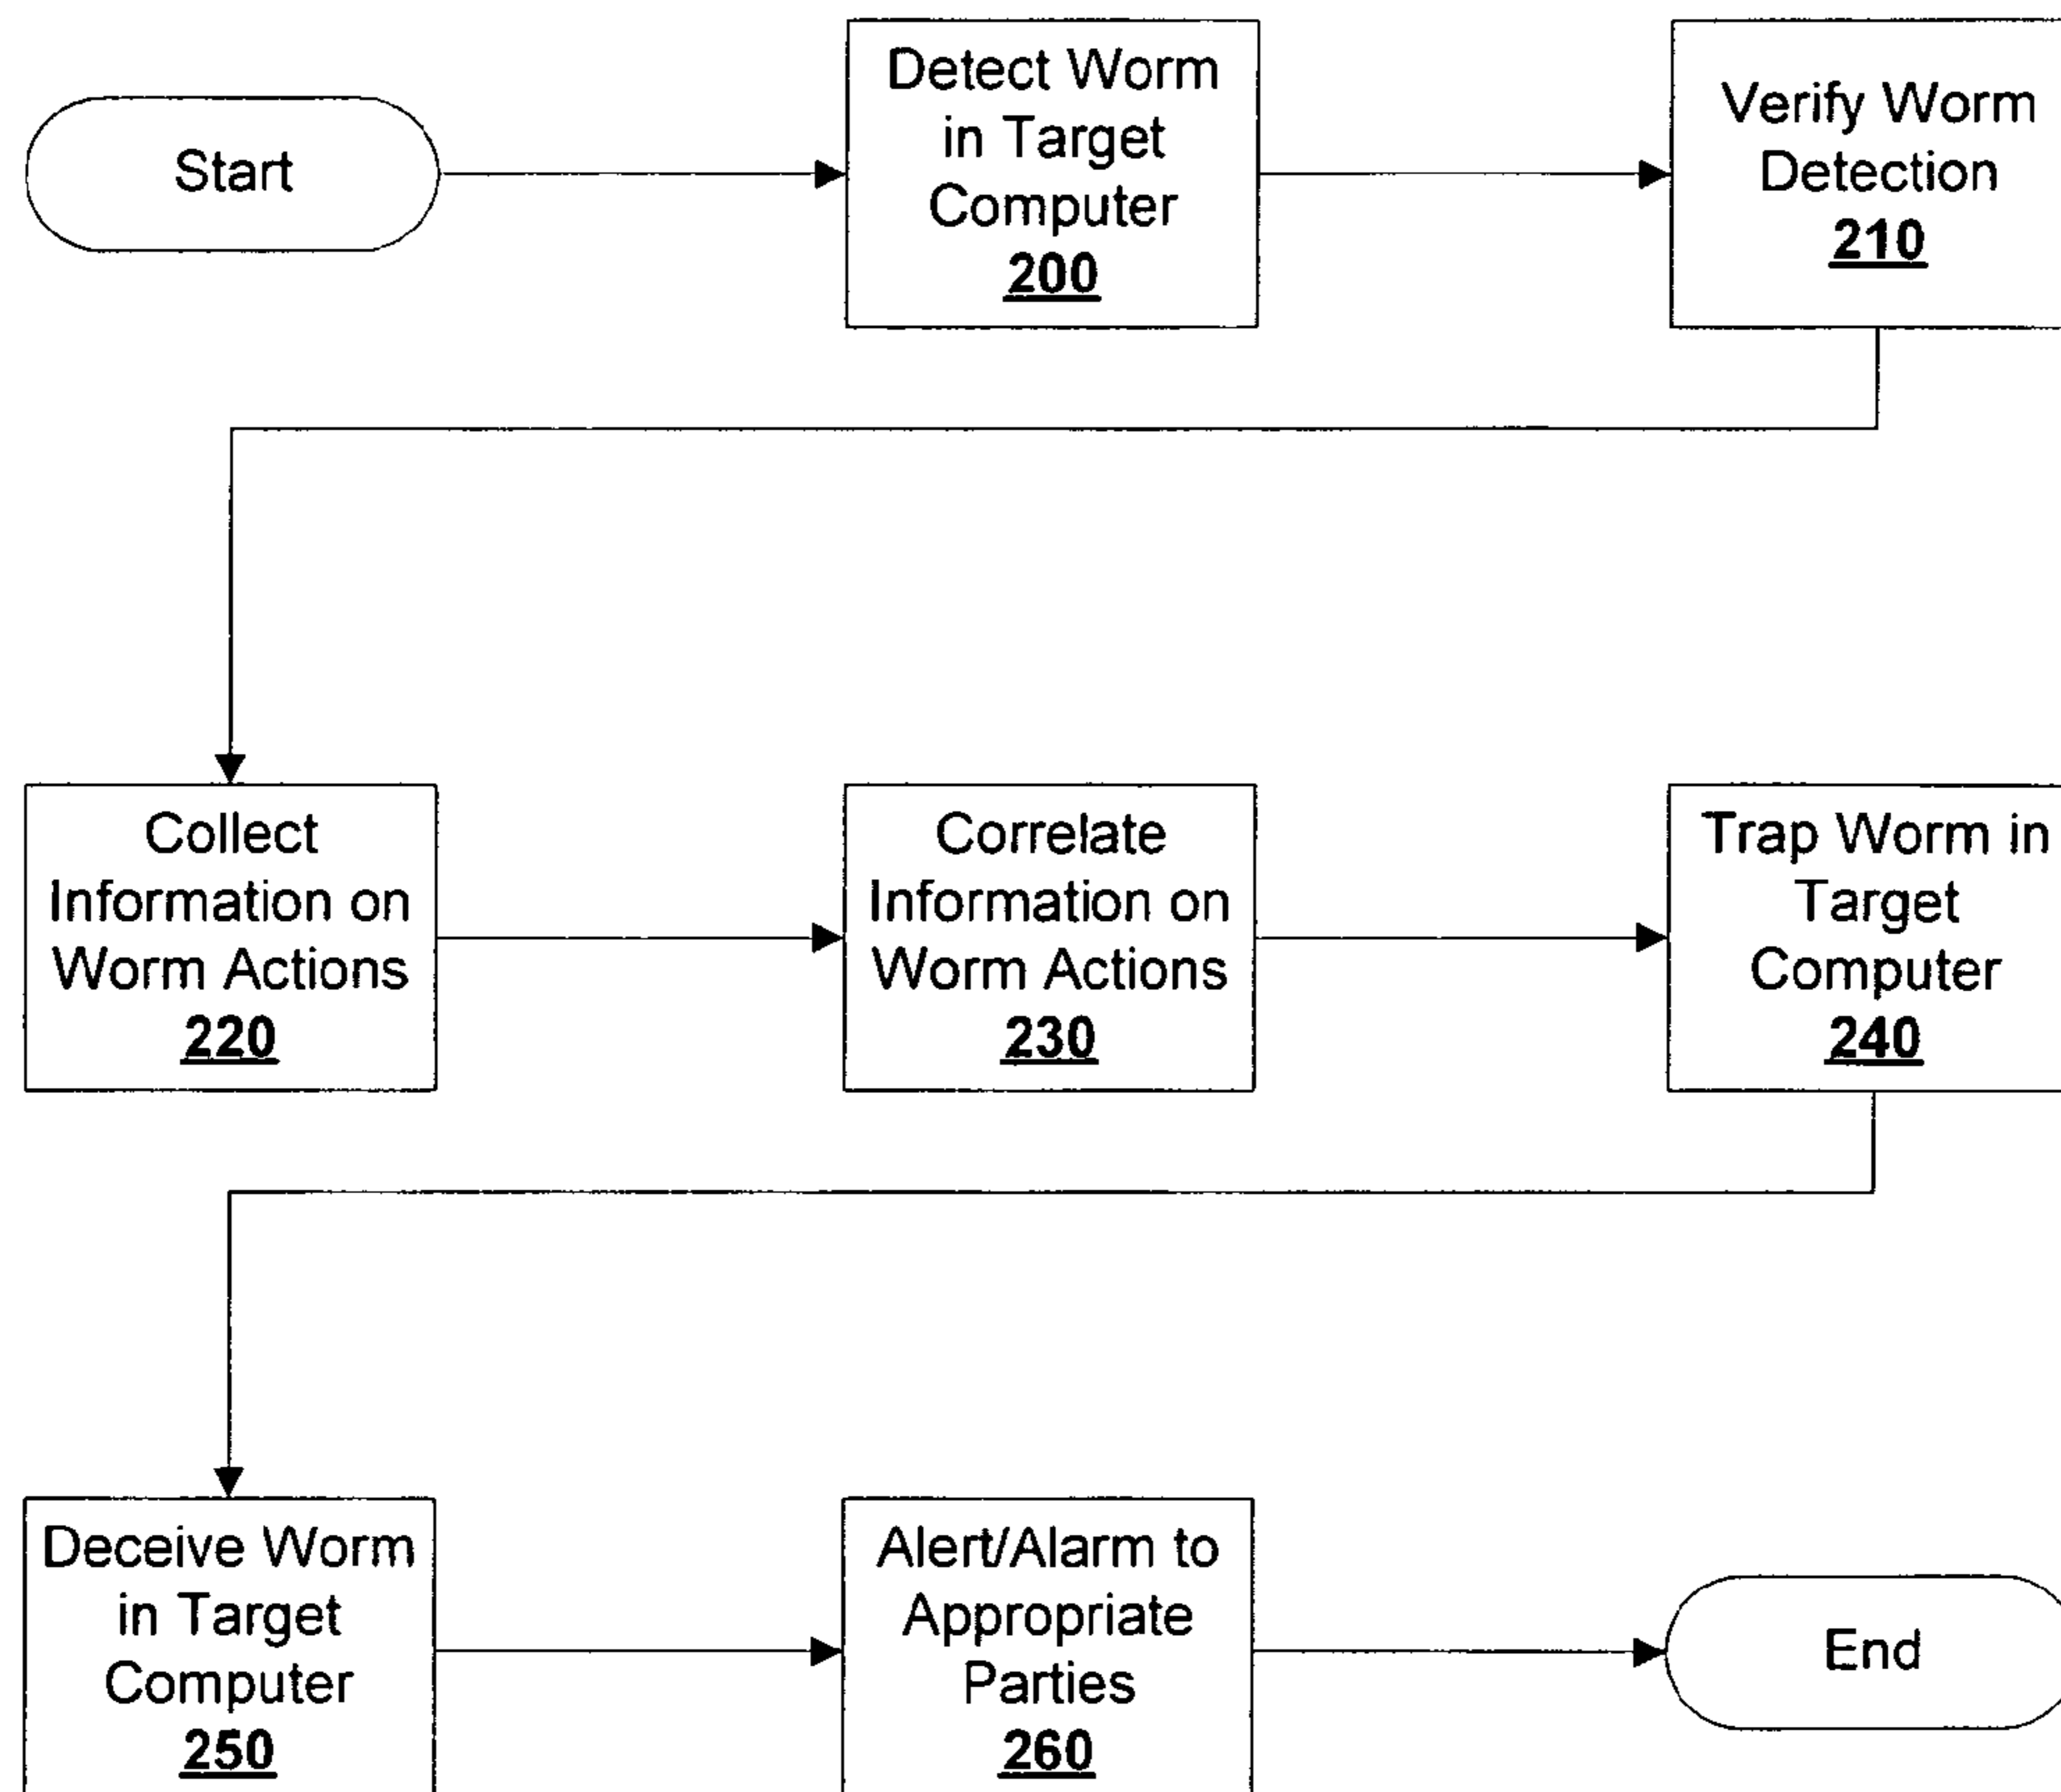 Start
Detect Worm
in Target
Computer
200
Verify Worm
Detection
210
Collect
Information on
Worm Actions
220
Correlate
Information on
Worm Actions
230
Trap Worm in
Target
Computer
240
Deceive Worm
in Target
Computer
250
Alert/Alarm to
Appropriate
Parties
260
End